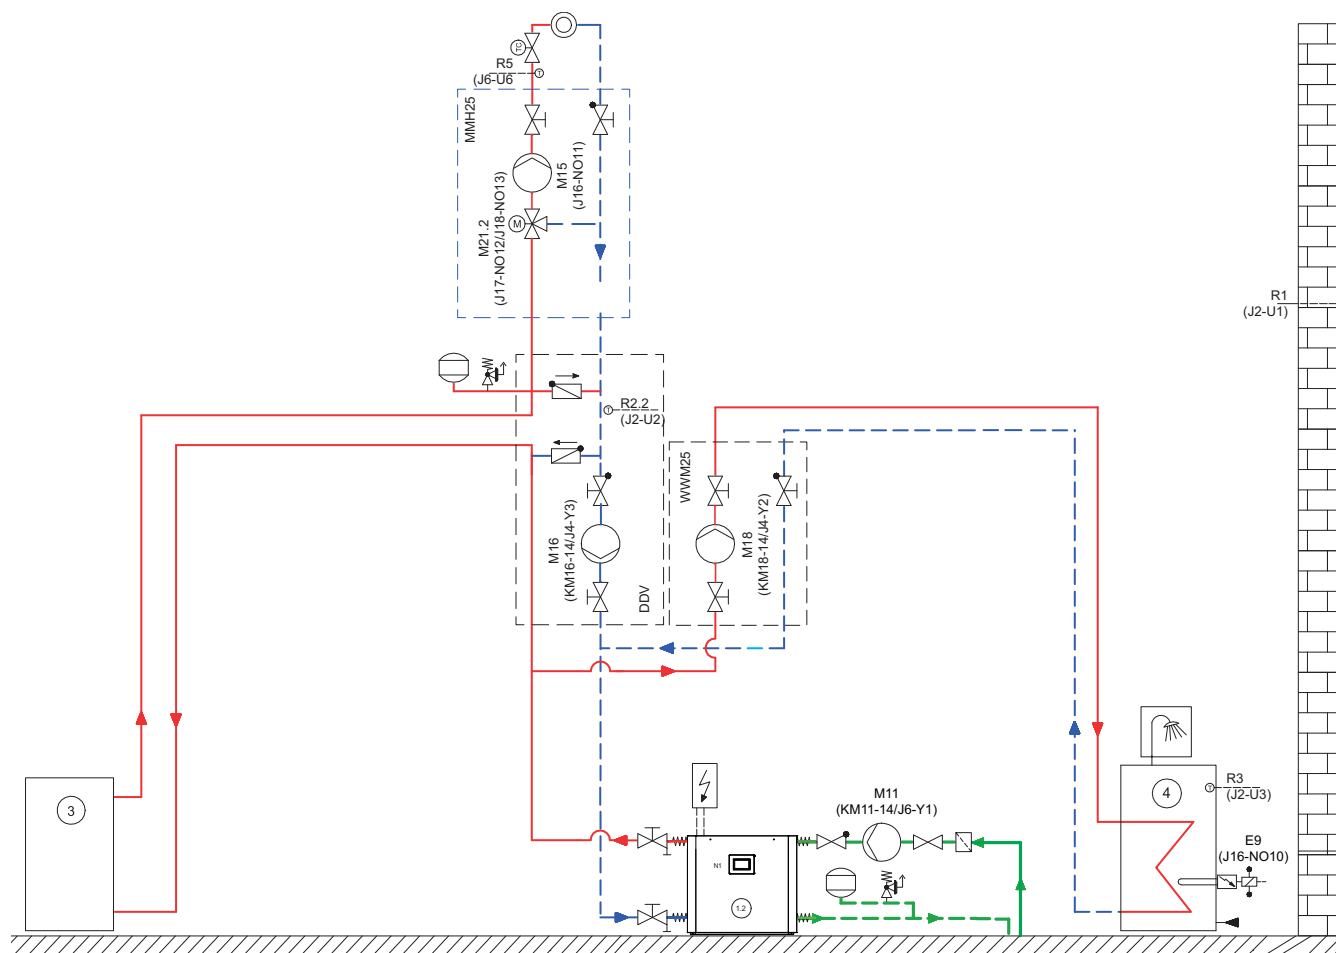 TC
R5
(J6-U6
T
MMH25
M15
(J16-NO11)
M
M21.2
(J17-NO12/J18-NO13)
R1
(J2-U1)
T
R2.2
(J2-U2)
WWM25
M16
(KM16-14/J4-Y3)
M18
(KM18-14/J4-Y2)
DDV
3
M11
(KM11-14/J6-Y1)
N1
1.2
4
T
R3
(J2-U3)
E9
(J16-NO10)